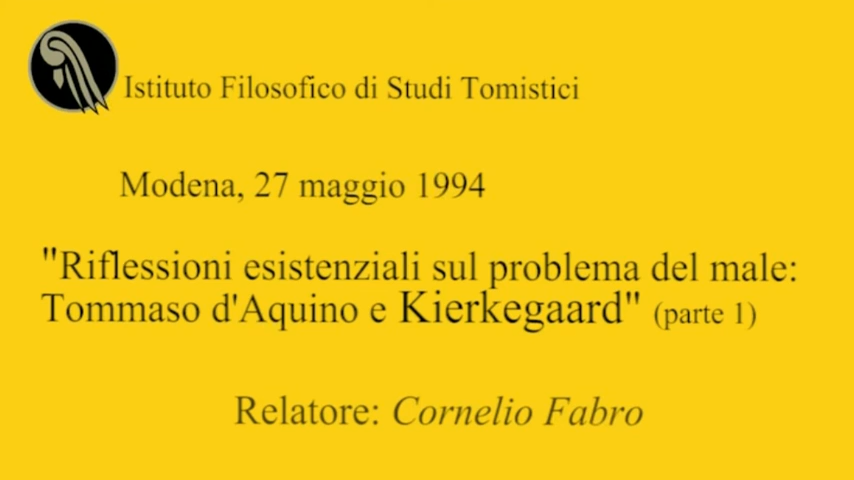 Istituto Filosofico di Studi Tomistici
Modena, 27 maggio 1994
"Riflessioni esistenziali sul problema del male:
Tommaso d'Aquino e Kierkegaard" (parte 1)
Relatore: Cornelio Fabro